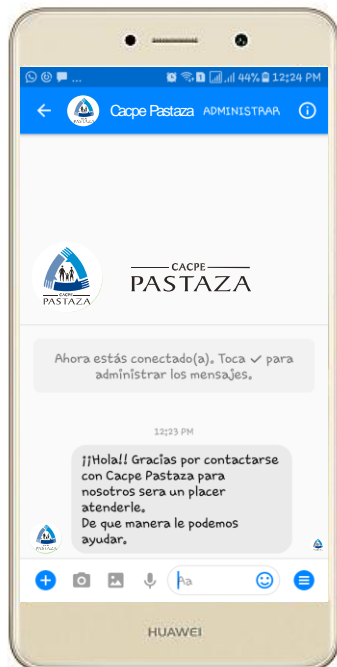 ... 44% 12:24 PM
Cacpe Pastaza ADMINISTRAR
CACPE
PASTAZA
CACPE
PASTAZA
Ahora estás conectado(a). Toca ✓ para
administrar los mensajes.
12:23 PM
¡¡Hola!! Gracias por contactarse
con Cacpe Pastaza para
nosotros sera un placer
atenderle.
De que manera le podemos
ayudar.
Aa
HUAWEI